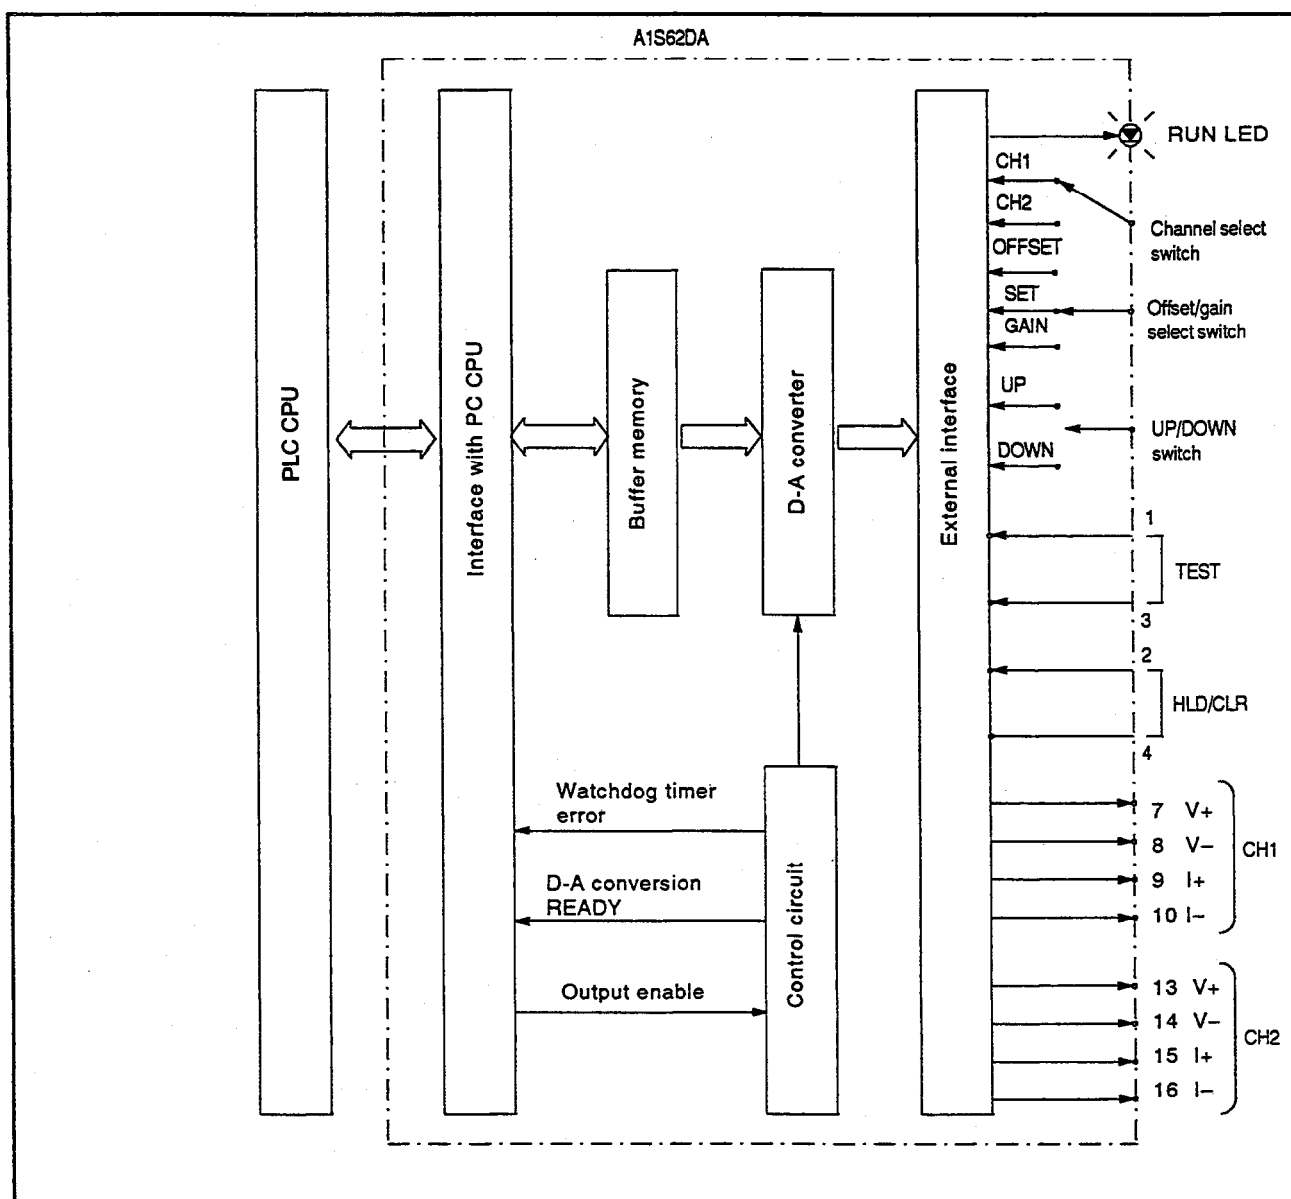 A1S62DA
RUN LED
CH1
CH2
Channel select
switch
OFFSET
SET
Offset/gain
select switch
GAIN
UP
UP/DOWN
switch
DOWN
PLC CPU
Interface with PC CPU
Buffer memory
D-A converter
External interface
1
TEST
3
2
HLD/CLR
4
Watchdog timer
error
D-A conversion
READY
Output enable
Control circuit
7 V+
8 V−
9 I+
10 I−
CH1
13 V+
14 V−
15 I+
16 I−
CH2